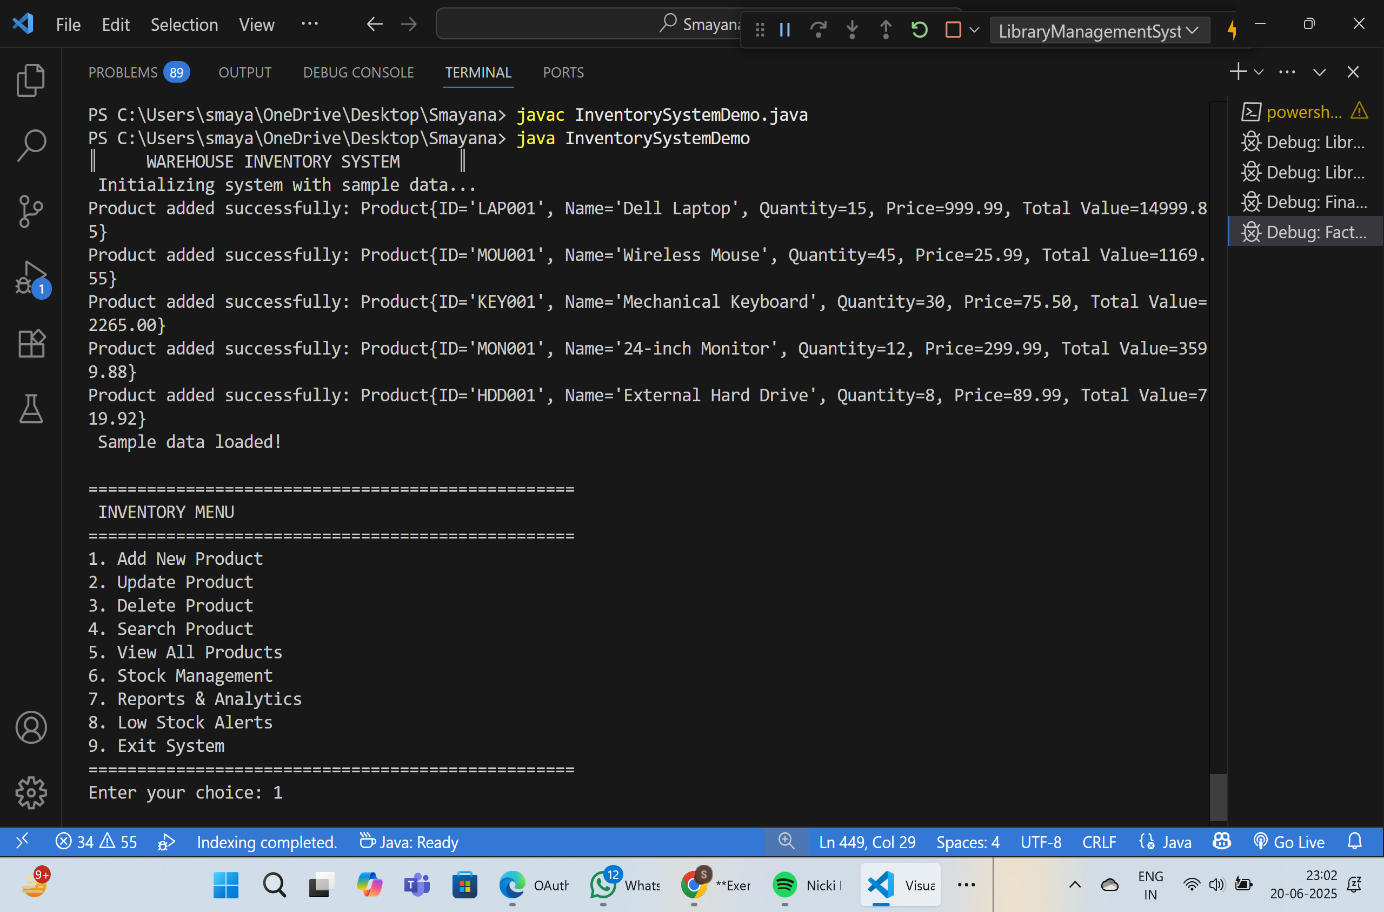 File Edit Selection View ··· Smayana LibraryManagementSyst
PROBLEMS 89 OUTPUT DEBUG CONSOLE TERMINAL PORTS
PS C:\Users\smaya\OneDrive\Desktop\Smayana> javac InventorySystemDemo.java
PS C:\Users\smaya\OneDrive\Desktop\Smayana> java InventorySystemDemo
║     WAREHOUSE INVENTORY SYSTEM      ║
Initializing system with sample data...
Product added successfully: Product{ID='LAP001', Name='Dell Laptop', Quantity=15, Price=999.99, Total Value=14999.8
5}
Product added successfully: Product{ID='MOU001', Name='Wireless Mouse', Quantity=45, Price=25.99, Total Value=1169.
55}
Product added successfully: Product{ID='KEY001', Name='Mechanical Keyboard', Quantity=30, Price=75.50, Total Value=
2265.00}
Product added successfully: Product{ID='MON001', Name='24-inch Monitor', Quantity=12, Price=299.99, Total Value=359
9.88}
Product added successfully: Product{ID='HDD001', Name='External Hard Drive', Quantity=8, Price=89.99, Total Value=7
19.92}
Sample data loaded!
==================================================
INVENTORY MENU
==================================================
1. Add New Product
2. Update Product
3. Delete Product
4. Search Product
5. View All Products
6. Stock Management
7. Reports & Analytics
8. Low Stock Alerts
9. Exit System
==================================================
Enter your choice: 1
powersh...
Debug: Libr...
Debug: Libr...
Debug: Fina...
Debug: Fact...
1
34 55 Indexing completed. Java: Ready Ln 449, Col 29 Spaces: 4 UTF-8 CRLF Java Go Live
9+ OAuth 12 Whats S **Exer Nicki Visua ··· ENG IN 23:02
20-06-2025